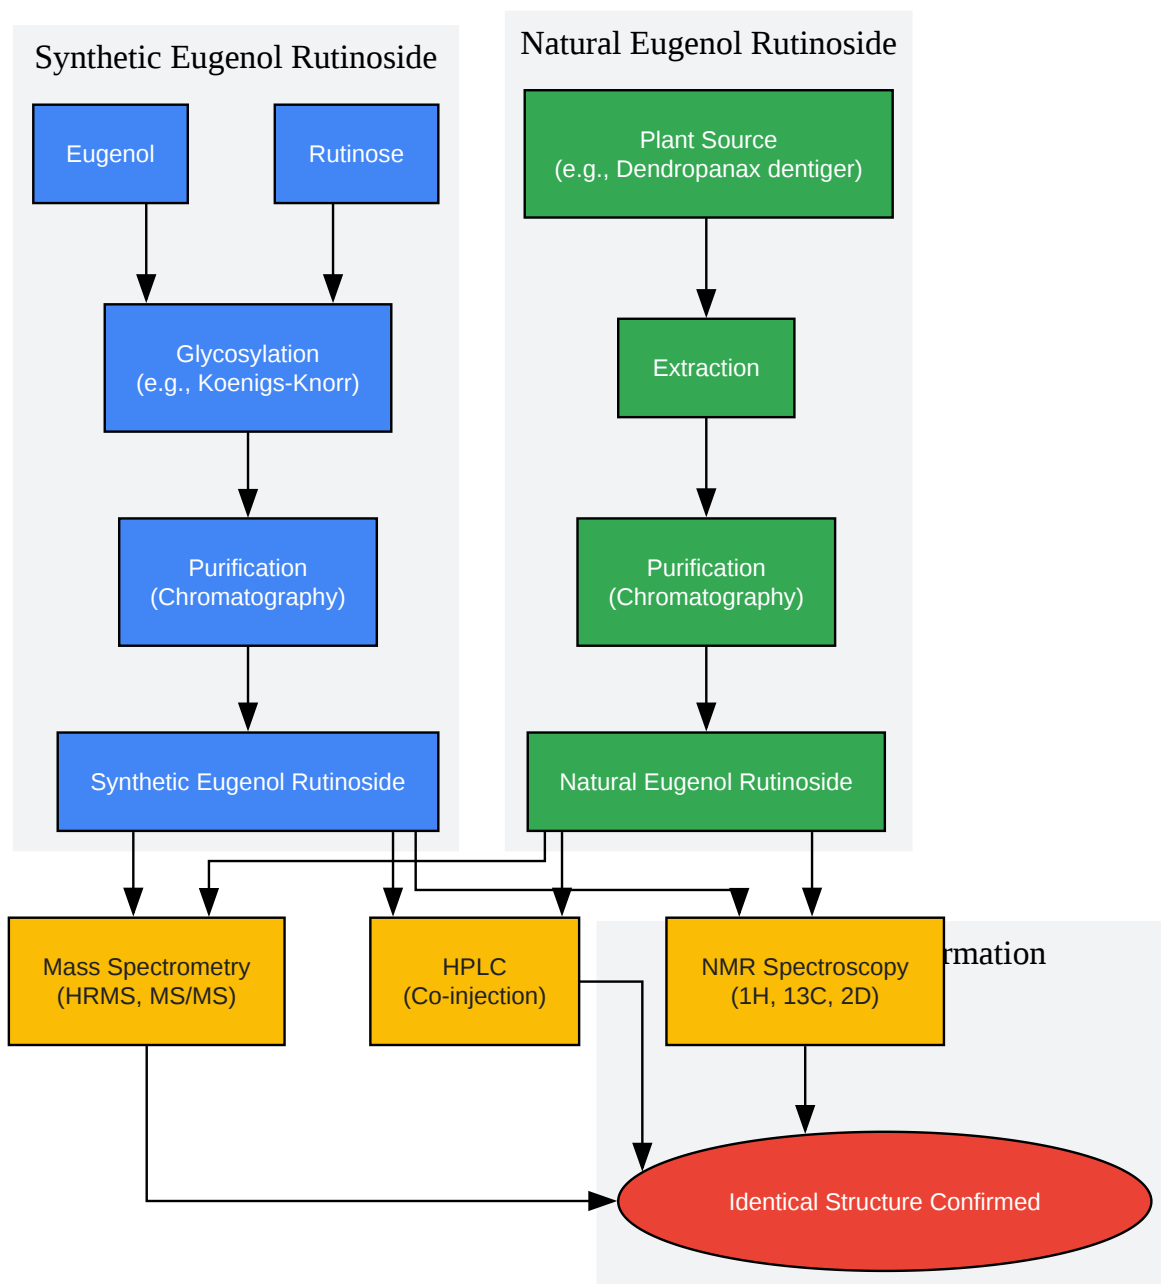 Synthetic Eugenol Rutinoside
Natural Eugenol Rutinoside
Eugenol
Rutinose
Plant Source
(e.g., Dendropanax dentiger)
Glycosylation
(e.g., Koenigs-Knorr)
Extraction
Purification
(Chromatography)
Purification
(Chromatography)
Synthetic Eugenol Rutinoside
Natural Eugenol Rutinoside
Mass Spectrometry
(HRMS, MS/MS)
HPLC
(Co-injection)
NMR Spectroscopy
(1H, 13C, 2D)
Identical Structure Confirmed